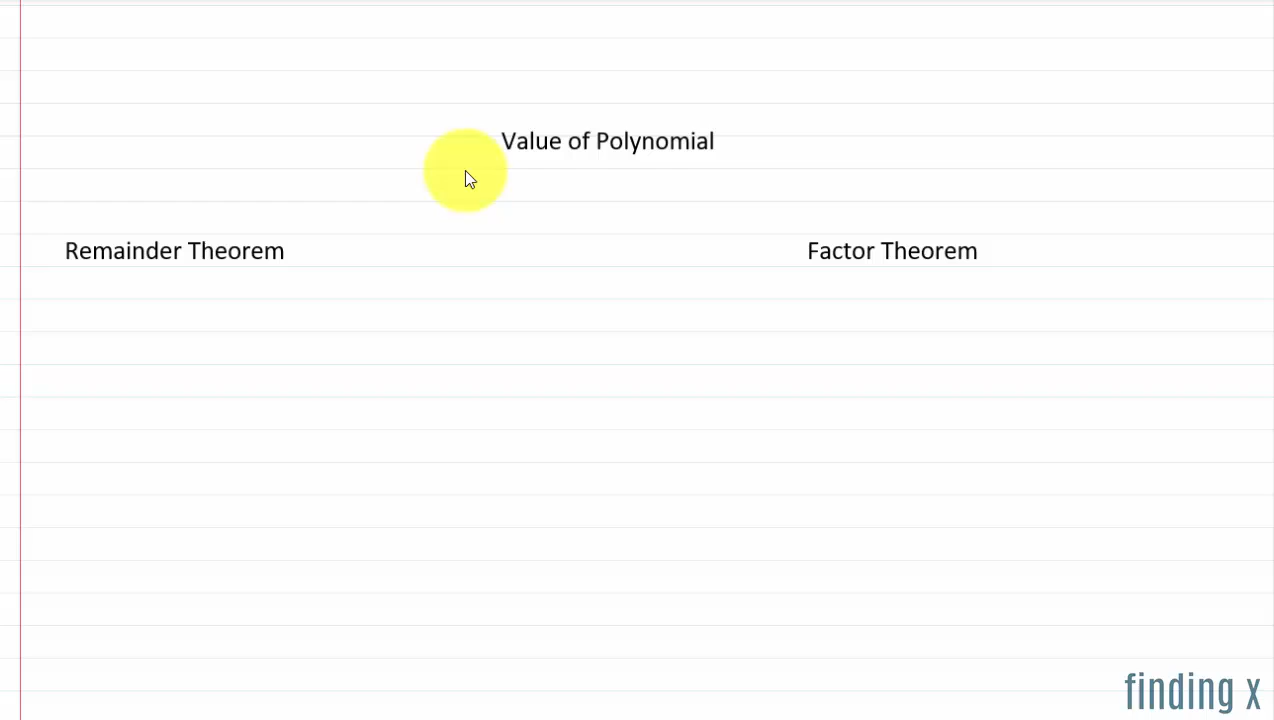 Value of Polynomial
Remainder Theorem
Factor Theorem
finding x